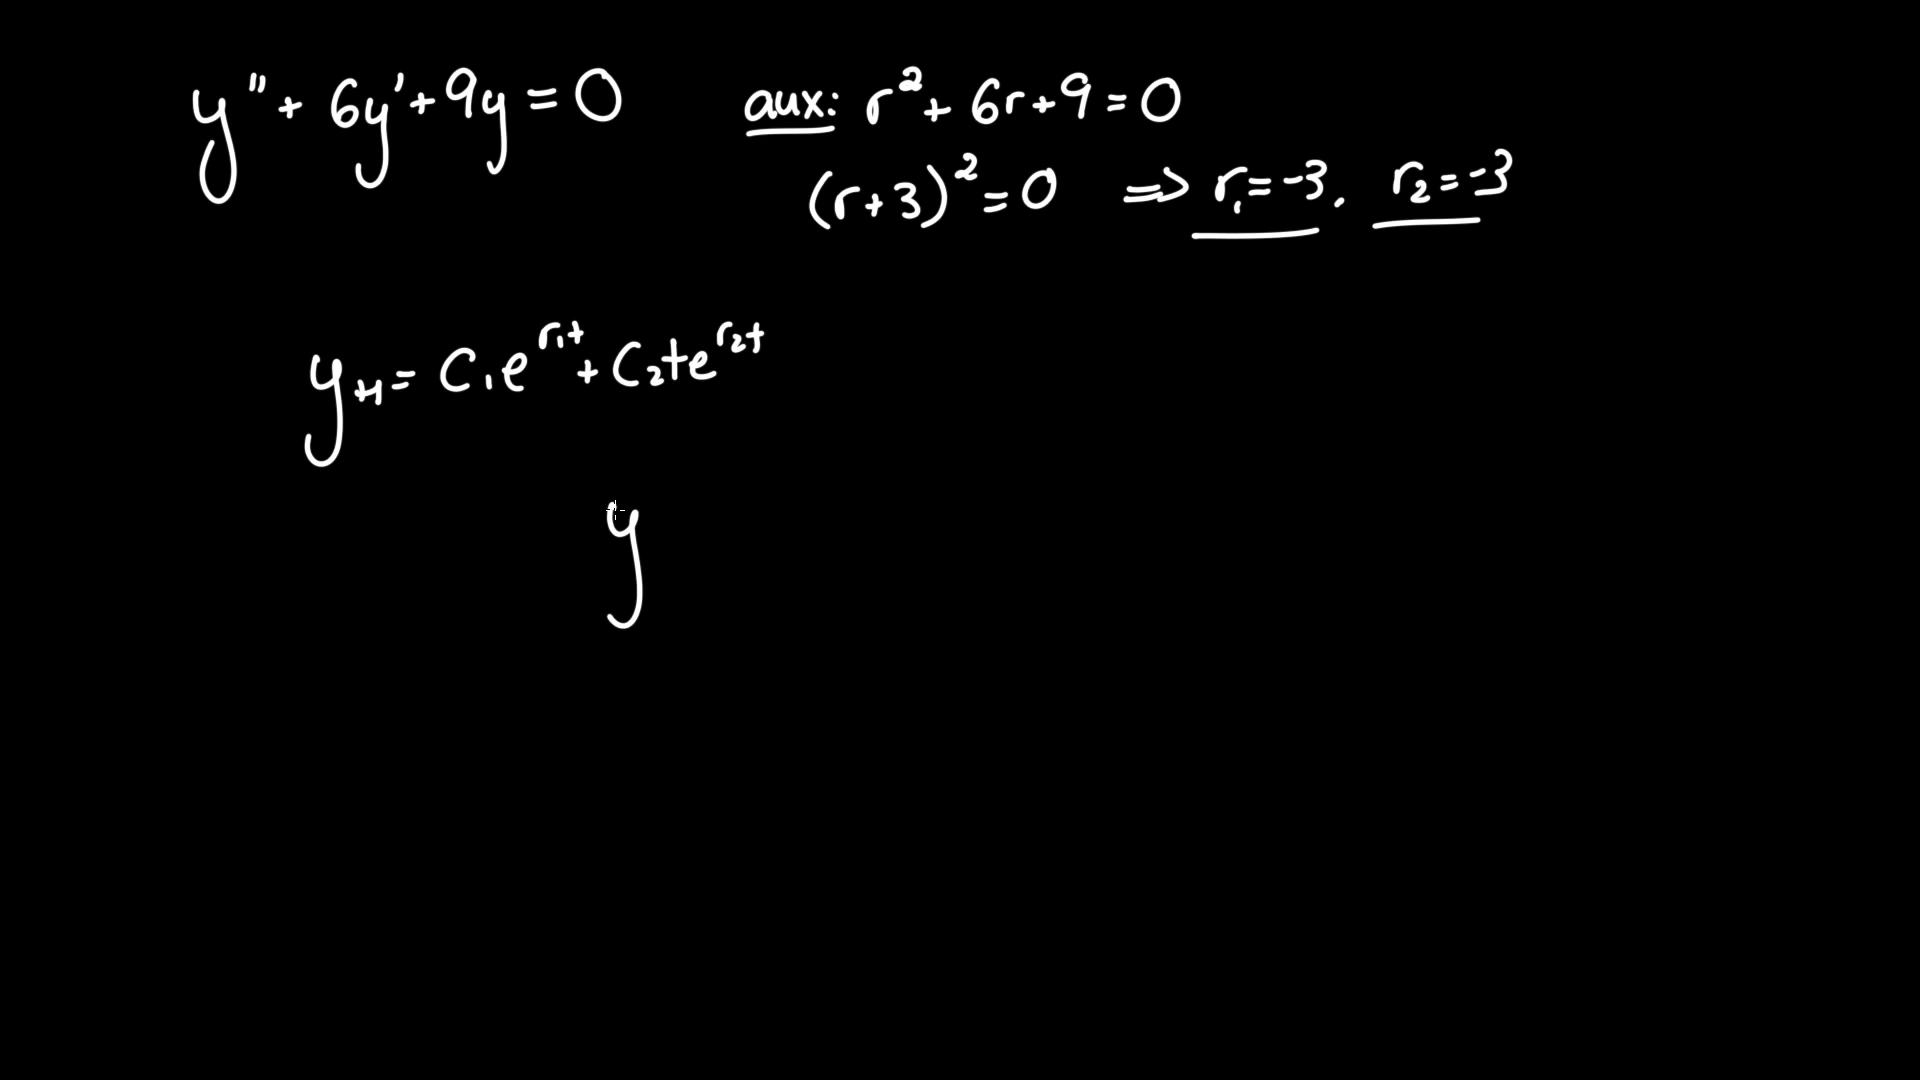 y'' + 6y' + 9y = 0 aux: r² + 6r + 9 = 0
(r+3)² = 0 ⇒ r₁ = -3, r₂ = -3
y_H = C₁e^{r₁t} + C₂te^{r₂t}
y